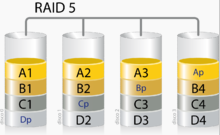 RAID 5
A1 A2 A3 Ap
B1 B2 Bp B4
C1 Cp C3 C4
Dp D2 D3 D4